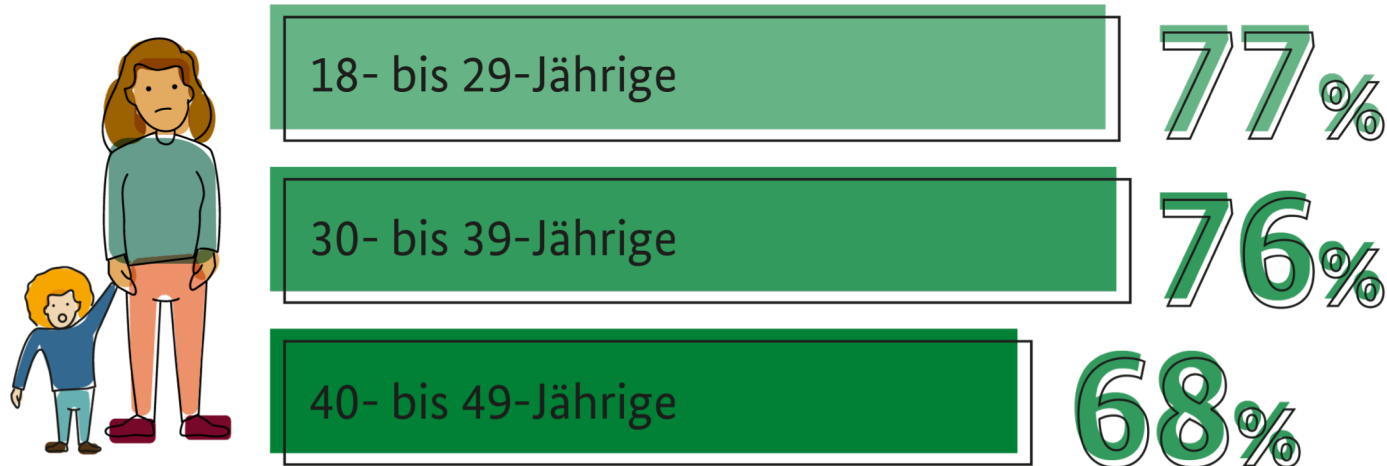 18- bis 29-Jährige 77%
30- bis 39-Jährige 76%
40- bis 49-Jährige 68%